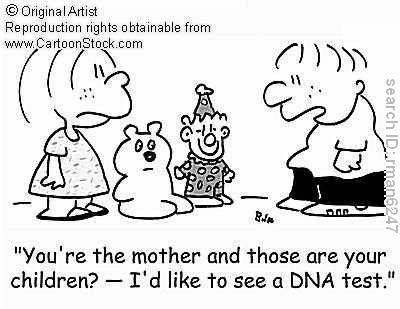 © Original Artist
Reproduction rights obtainable from
www.CartoonStock.com
search ID: rman6247
"You're the mother and those are your
children? — I'd like to see a DNA test."